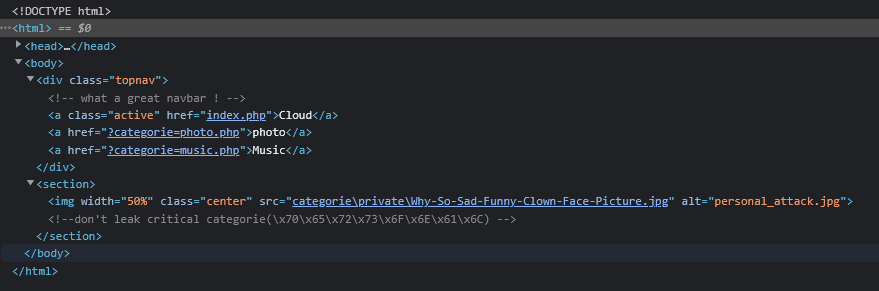 <!DOCTYPE html>
···<html> == $0
<head>…</head>
<body>
<div class="topnav">
<!-- what a great navbar ! -->
<a class="active" href="index.php">Cloud</a>
<a href="?categorie=photo.php">photo</a>
<a href="?categorie=music.php">Music</a>
</div>
<section>
<img width="50%" class="center" src="categorie\private\Why-So-Sad-Funny-Clown-Face-Picture.jpg" alt="personal_attack.jpg">
<!--don't leak critical categorie(\x70\x65\x72\x73\x6F\x6E\x61\x6C) -->
</section>
</body>
</html>